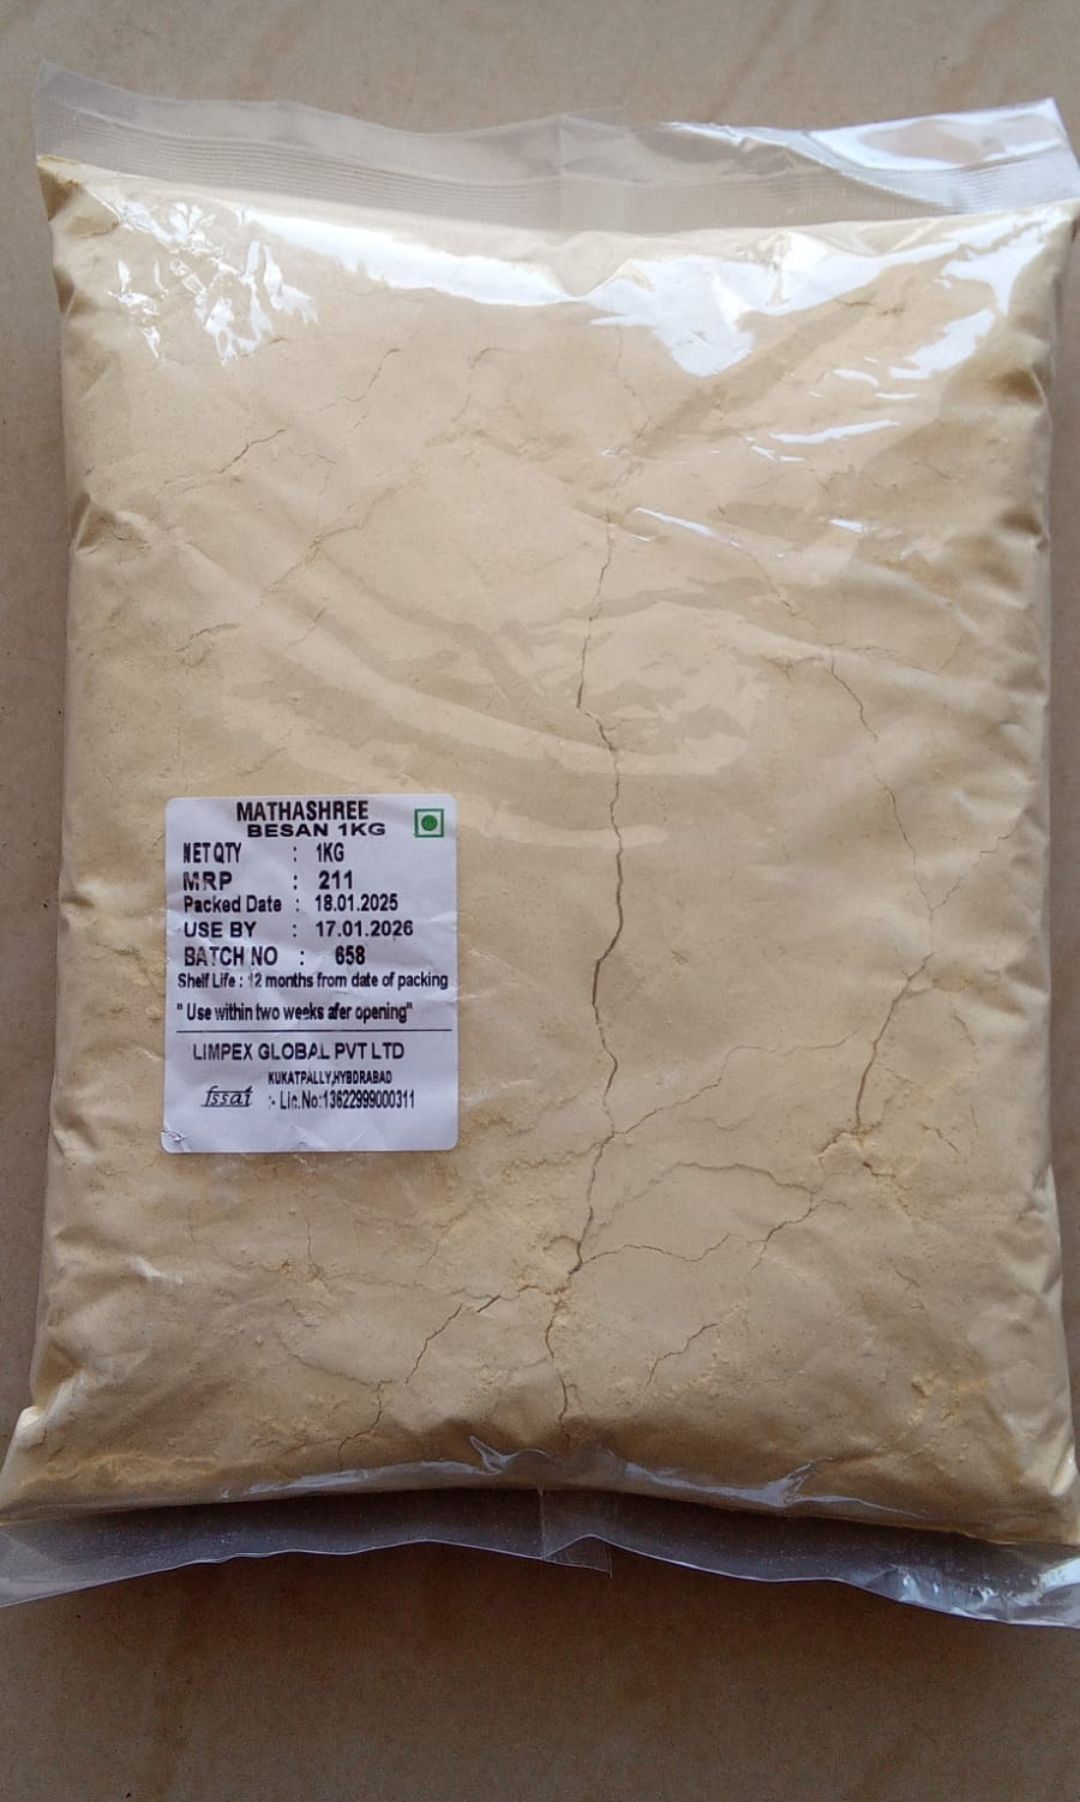 MATHASHREE
BESAN 1KG
NET QTY : 1KG
MRP : 211
Packed Date : 18.01.2025
USE BY : 17.01.2026
BATCH NO : 658
Shelf Life : 12 months from date of packing
" Use within two weeks afer opening"
LIMPEX GLOBAL PVT LTD
KUKATPALLY,HYBDRABAD
fssai :- Lic.No:13622999000311